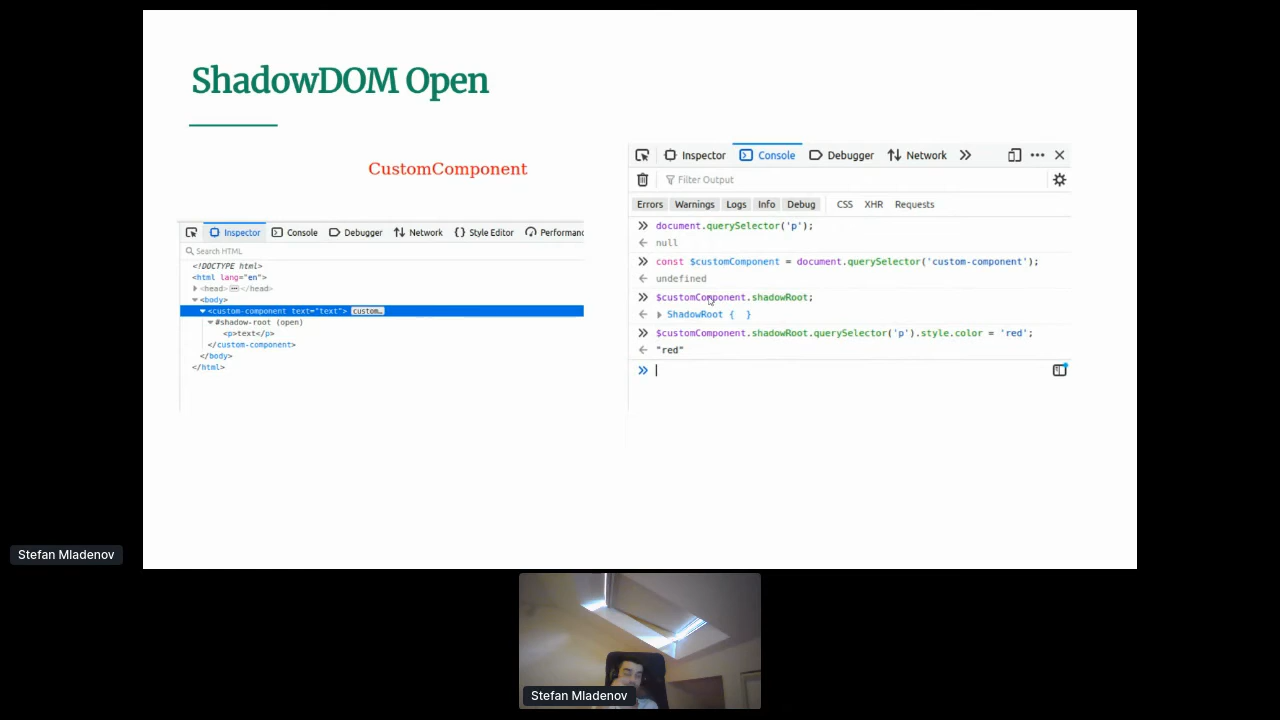 ShadowDOM Open
CustomComponent
Inspector Console Debugger Network Style Editor Performanc
Search HTML
<!DOCTYPE html>
<html lang="en">
<head> </head>
<body>
<custom-component text="text"> custom…
#shadow-root (open)
<p>text</p>
</custom-component>
</body>
</html>
Inspector Console Debugger Network
Filter Output
Errors Warnings Logs Info Debug CSS XHR Requests
document.querySelector('p');
null
const $customComponent = document.querySelector('custom-component');
undefined
$customComponent.shadowRoot;
ShadowRoot { }
$customComponent.shadowRoot.querySelector('p').style.color = 'red';
"red"
Stefan Mladenov
Stefan Mladenov